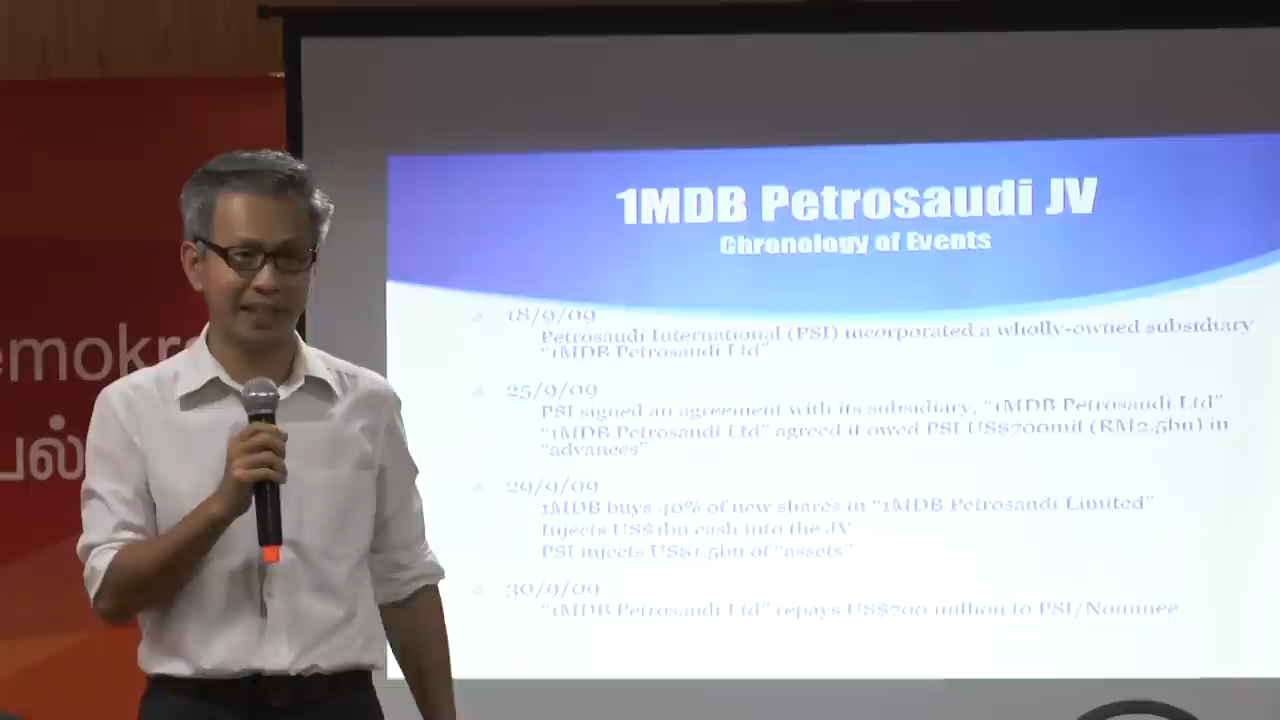 emokra
பல்
1MDB Petrosaudi JV
Chronology of Events
18/9/09
Petrosaudi International (PSI) incorporated a wholly-owned subsidiary
"1MDB Petrosaudi Ltd"
25/9/09
PSI signed an agreement with its subsidiary, "1MDB Petrosaudi Ltd"
"1MDB Petrosaudi Ltd" agreed it owed PSI US$700mil (RM2.5bn) in
"advances"
29/9/09
1MDB buys 40% of new shares in "1MDB Petrosaudi Limited"
Injects US$1bn cash into the JV
PSI injects US$1.5bn of "assets"
30/9/09
"1MDB Petrosaudi Ltd" repays US$700 million to PSI/Nominee